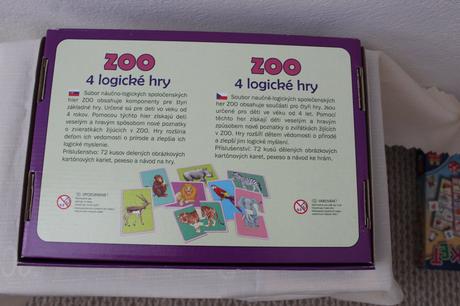 ZOO
4 logické hry
Súbor náučno-logických spoločenských
hier ZOO obsahuje komponenty pre štyri
základné hry. Určené sú pre deti vo veku od
4 rokov. Pomocou týchto hier získajú deti
veselým a hravým spôsobom nové poznatky
o zvieratkách žijúcich v ZOO. Hry rozšíria
deťom ich vedomosti o prírode a zlepšia ich
logické myslenie.
Príslušenstvo: 72 kusov delených obrázkových
kartónových kariet, pexeso a návod na hry.
UPOZORNENIE!
ZOO
4 logické hry
Soubor naučně-logických společenských
her ZOO obsahuje součásti pro čtyři hry. Jsou
určené pro děti ve věku od 4 let. Pomocí
těchto her získají děti veselým a hravým
způsobem nové poznatky o zvířátkách žijících
v ZOO. Hry rozšíří dětem vědomosti o přírodě
a zlepší jim logické myšlení.
Příslušenství: 72 kusů dělených obrázkových
kartónových karet, pexeso a návod ke hrám.
VAROVÁNÍ!